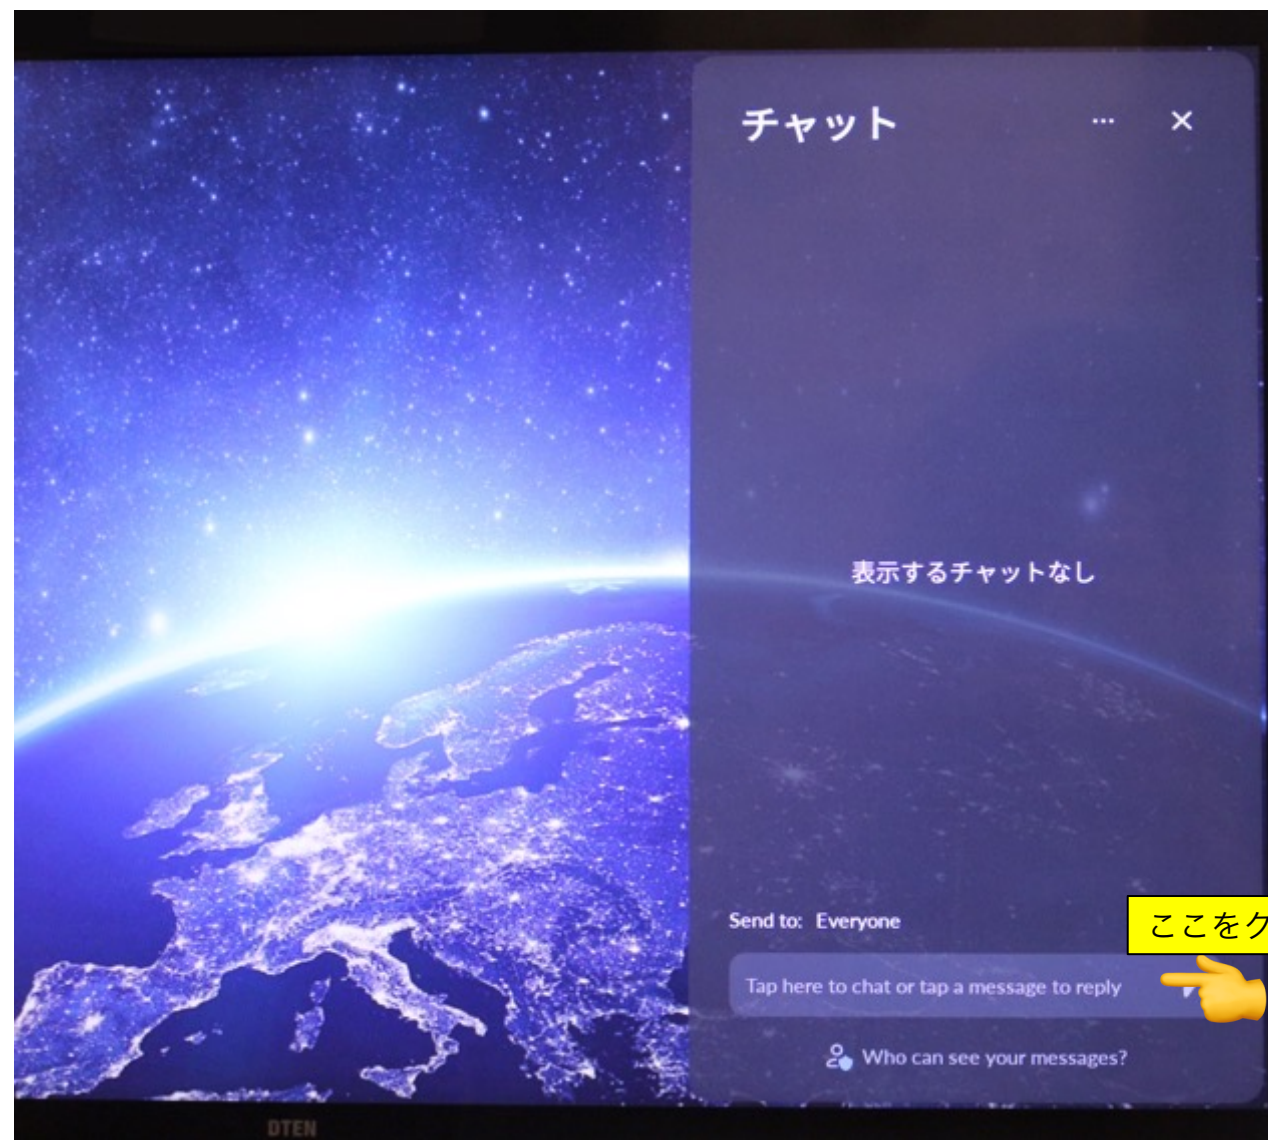 チャット ... ×
表示するチャットなし
Send to: Everyone
ここをク
Tap here to chat or tap a message to reply
Who can see your messages?
DTEN